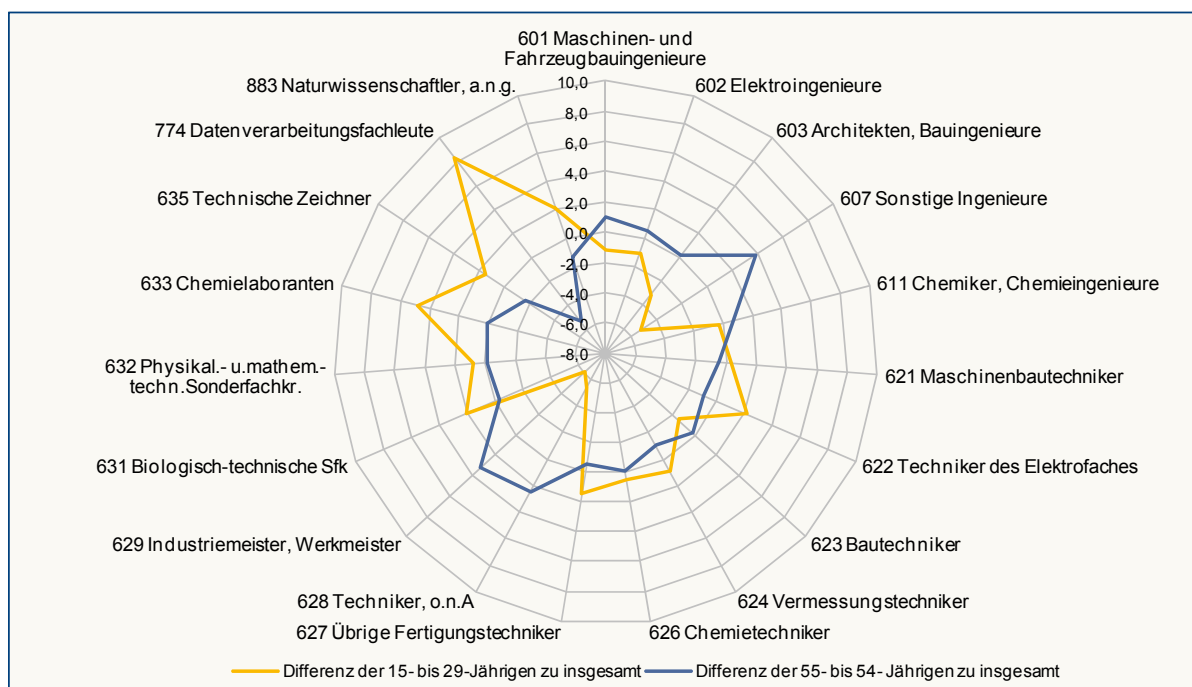 601 Maschinen- und
Fahrzeugbauingenieure
883 Naturwissenschaftler, a.n.g.
10,0
602 Elektroingenieure
774 Datenverarbeitungsfachleute
8,0
603 Architekten, Bauingenieure
6,0
4,0
635 Technische Zeichner
2,0
607 Sonstige Ingenieure
0,0
-2,0
633 Chemielaboranten
-4,0
611 Chemiker, Chemieingenieure
-6,0
-8,0
632 Physikal.- u.mathem.-
techn.Sonderfachkr.
621 Maschinenbautechniker
631 Biologisch-technische Sfk
622 Techniker des Elektrofaches
629 Industriemeister, Werkmeister
623 Bautechniker
628 Techniker, o.n.A
624 Vermessungstechniker
627 Übrige Fertigungstechniker
626 Chemietechniker
Differenz der 15- bis 29-Jährigen zu insgesamt
Differenz der 55- bis 54- Jährigen zu insgesamt